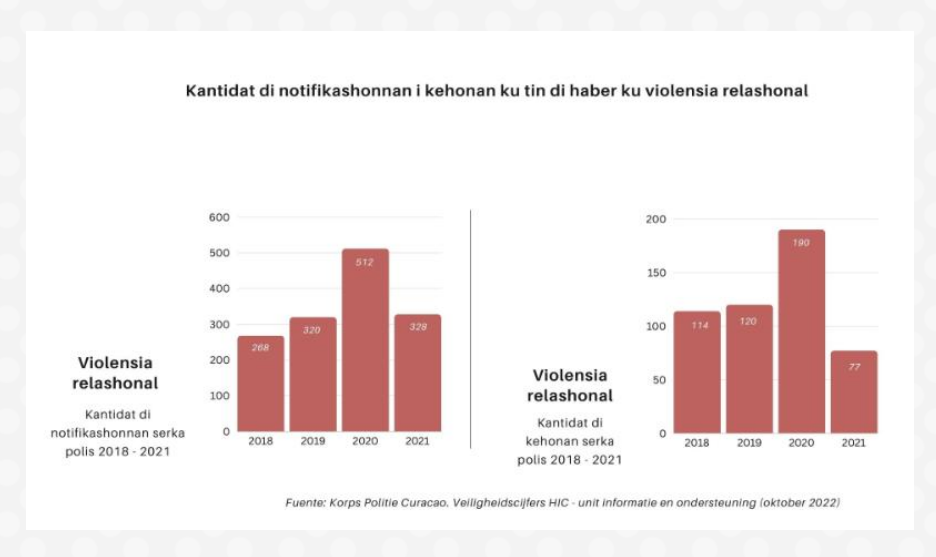 Kantidat di notifikashonnan i kehonan ku tin di haber ku violensia relashonal
600
500
400
300
200
100
0
512
328
320
268
2018 2019 2020 2021
Violensia
relashonal
Kantidat di
notifikashonnan serka
polis 2018 - 2021
200
150
100
50
0
190
120
114
77
2018 2019 2020 2021
Violensia
relashonal
Kantidat di
kehonan serka
polis 2018 - 2021
Fuente: Korps Politie Curacao. Veiligheidscijfers HIC - unit informatie en ondersteuning (oktober 2022)